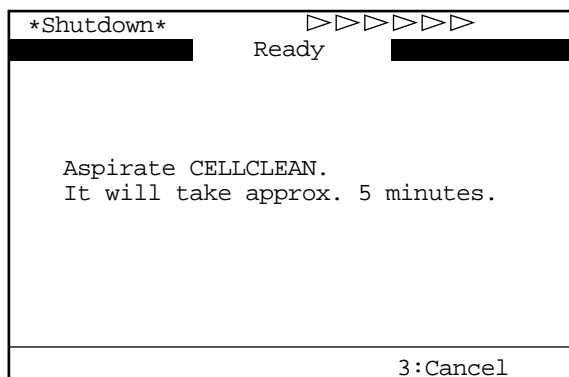 *Shutdown* ▷▷▷▷▷▷
Ready
Aspirate CELLCLEAN.
It will take approx. 5 minutes.
3:Cancel